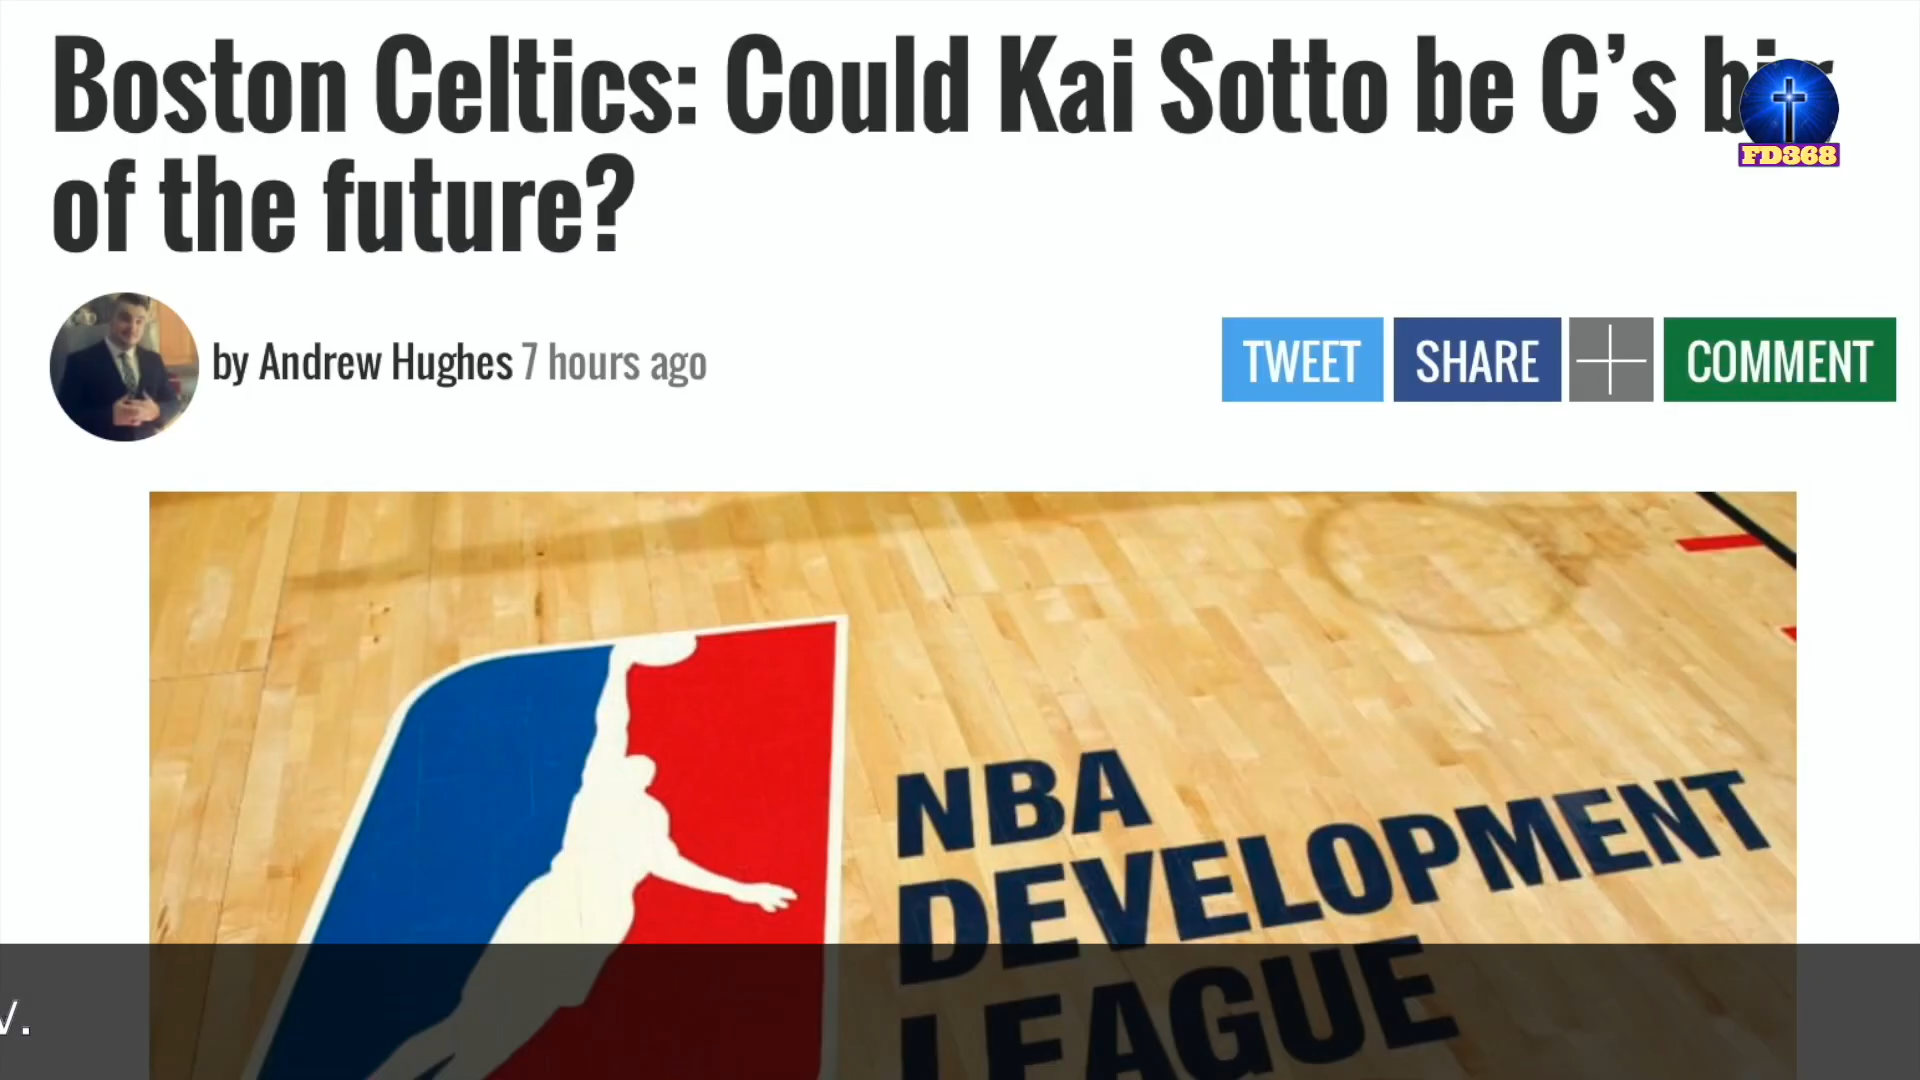 Boston Celtics: Could Kai Sotto be C's big
of the future?
FD368
by Andrew Hughes 7 hours ago
TWEET SHARE COMMENT
NBA
DEVELOPMENT
LEAGUE